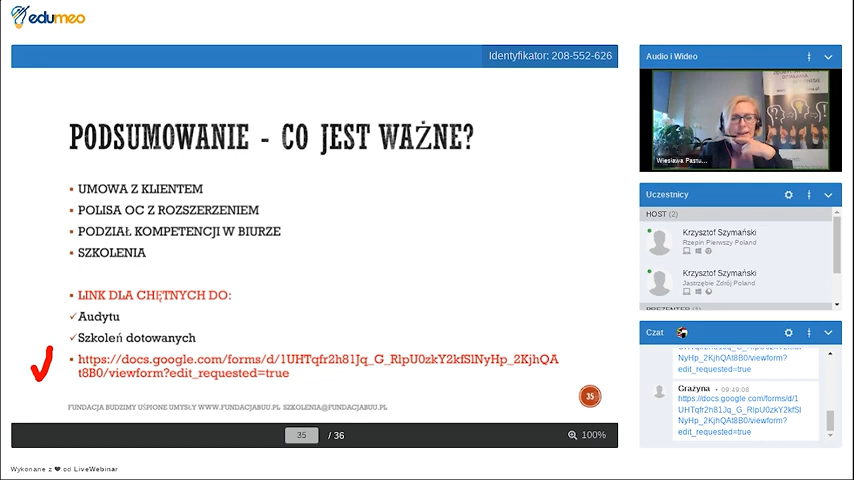 edumeo
Identyfikator: 208-552-626
PODSUMOWANIE - CO JEST WAŻNE?
UMOWA Z KLIENTEM
POLISA OC Z ROZSZERZENIEM
PODZIAŁ KOMPETENCJI W BIURZE
SZKOLENIA
LINK DLA CHĘTNYCH DO:
Audytu
Szkoleń dotowanych
https://docs.google.com/forms/d/1UHTqfr2h81Jq_G_RlpU0zkY2kfSlNyHp_2KjhQA
t8B0/viewform?edit_requested=true
FUNDACJA BUDZIMY UŚPIONE UMYSŁY WWW.FUNDACJABUU.PL SZKOLENIA@FUNDACJABUU.PL
35
35 / 36
100%
Wykonane z ❤ od LiveWebinar
Audio i Wideo
Wiesława Pastu...
Uczestnicy
HOST (2)
Krzysztof Szymański
Rzepin Pierwszy Poland
Krzysztof Szymański
Jastrzębie Zdrój Poland
Czat
NyHp_2KjhQAt8B0/viewform?
edit_requested=true
Grażyna • 09:49:08
https://docs.google.com/forms/d/1
UHTqfr2h81Jq_G_RlpU0zkY2kfSl
NyHp_2KjhQAt8B0/viewform?
edit_requested=true